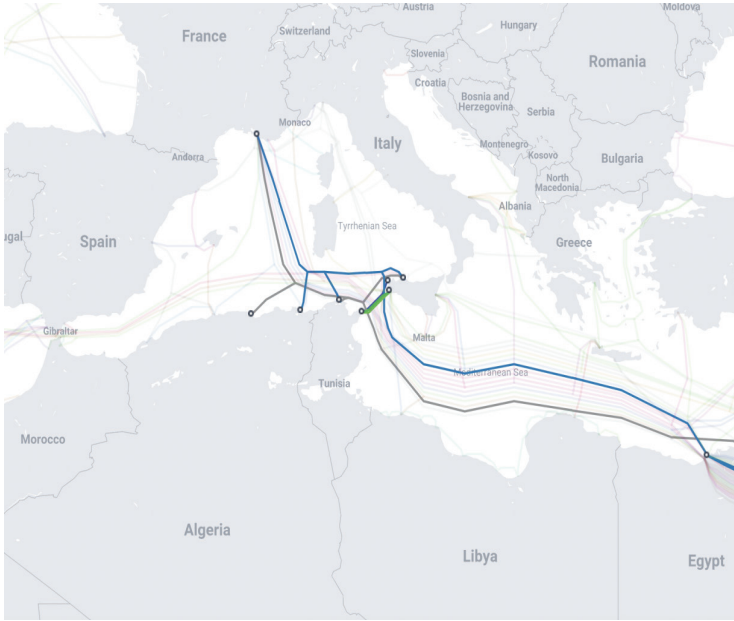 Austria
Moldova
France
Switzerland
Hungary
Slovenia
Romania
Croatia
Bosnia and
Herzegovina
Serbia
Monaco
Italy
Montenegro
Kosovo
Bulgaria
Andorra
North
Macedonia
Albania
Tyrrhenian Sea
ugal
Spain
Greece
Gibraltar
Malta
Mediterranean Sea
Tunisia
Morocco
Algeria
Libya
Egypt